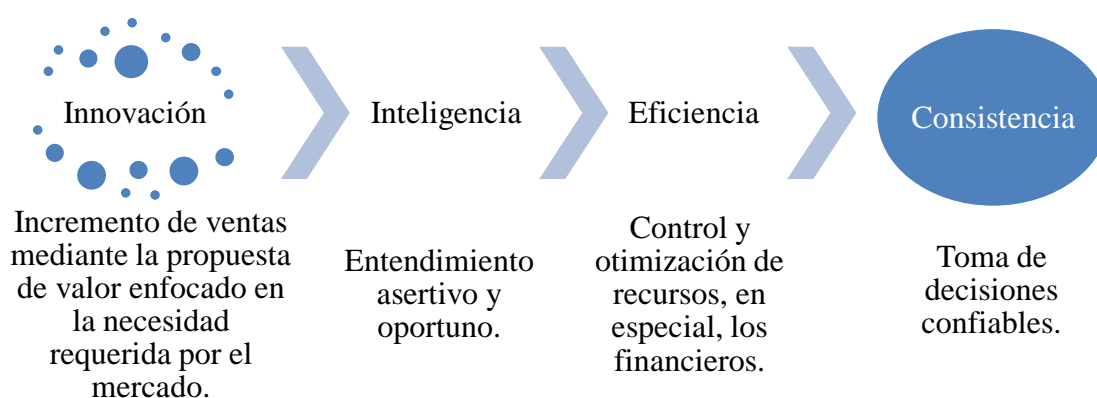 Innovación
Inteligencia
Eficiencia
Consistencia
Incremento de ventas
mediante la propuesta
de valor enfocado en
la necesidad
requerida por el
mercado.
Entendimiento
asertivo y
oportuno.
Control y
otimización de
recursos, en
especial, los
financieros.
Toma de
decisiones
confiables.